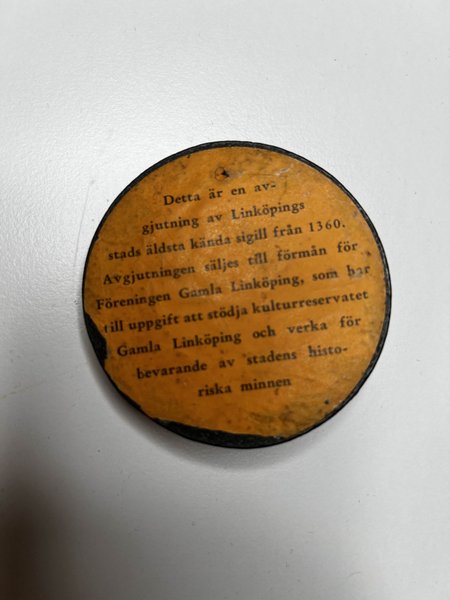 Detta är en av-
gjutning av Linköpings
stads äldsta kända sigill från 1360.
Avgjutningen säljes till förmån för
Föreningen Gamla Linköping, som har
till uppgift att stödja kulturreservatet
Gamla Linköping och verka för
bevarande av stadens histo-
riska minnen